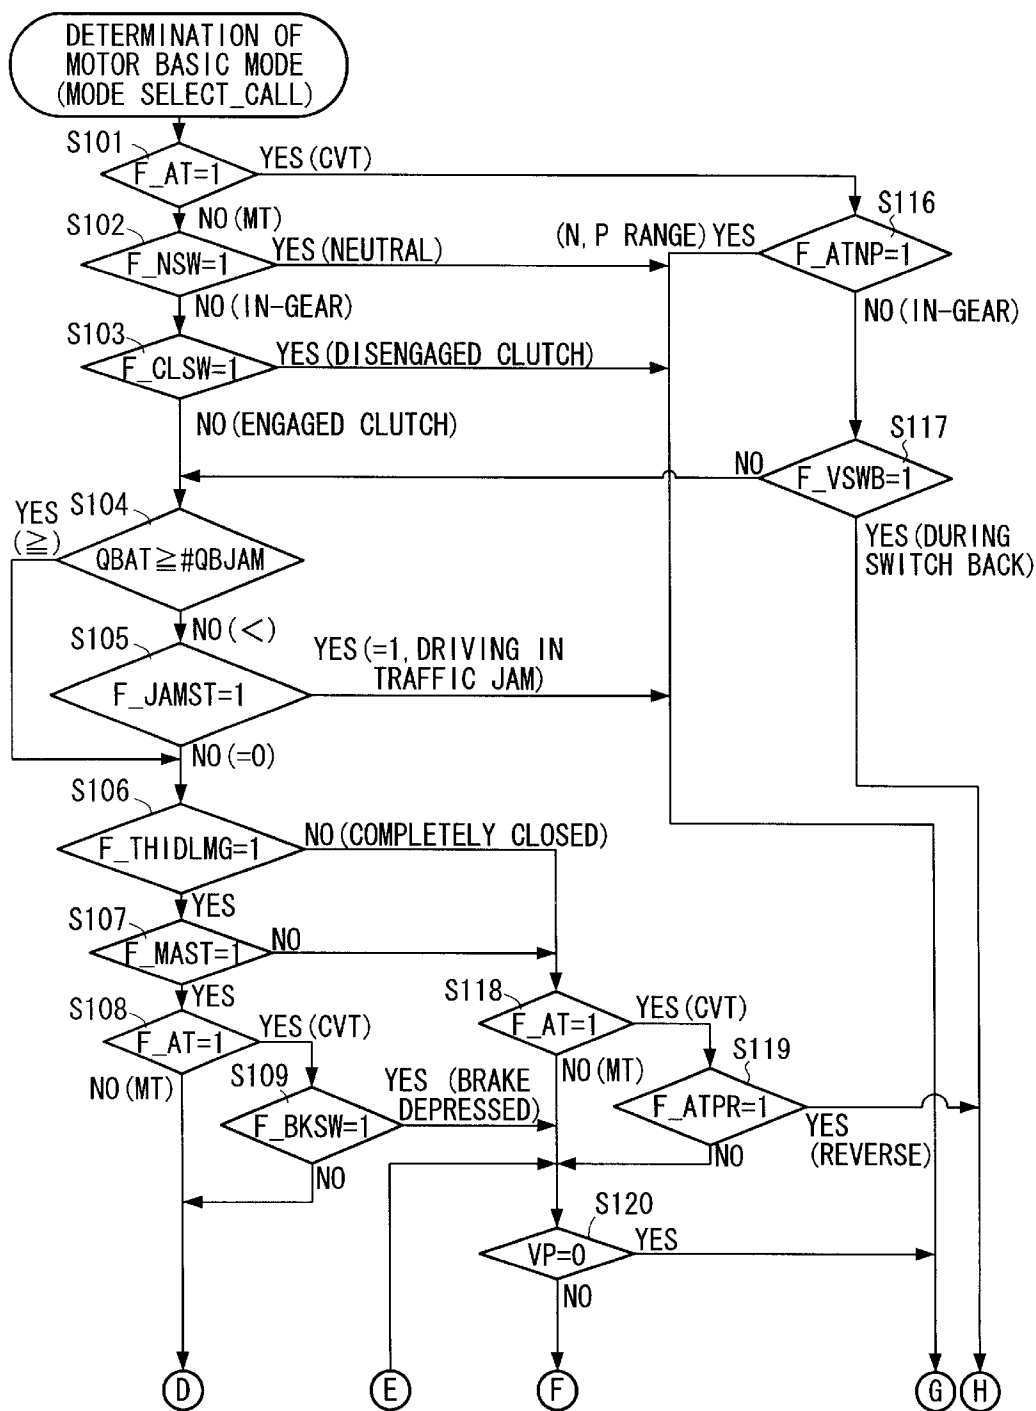 DETERMINATION OF
MOTOR BASIC MODE
(MODE SELECT_CALL)
S101
F_AT=1
YES(CVT)
NO(MT)
S116
F_ATNP=1
(N, P RANGE) YES
NO(IN-GEAR)
S102
F_NSW=1
YES(NEUTRAL)
NO(IN-GEAR)
S103
F_CLSW=1
YES(DISENGAGED CLUTCH)
NO(ENGAGED CLUTCH)
S117
F_VSWB=1
NO
YES(DURING
SWITCH BACK)
S104
YES
(≧)
QBAT≧#QBJAM
NO(<)
S105
F_JAMST=1
YES(=1, DRIVING IN
TRAFFIC JAM)
NO(=0)
S106
F_THIDLMG=1
NO(COMPLETELY CLOSED)
YES
S107
F_MAST=1
NO
YES
S108
F_AT=1
YES(CVT)
NO(MT)
S109
F_BKSW=1
YES (BRAKE
DEPRESSED)
NO
S118
F_AT=1
YES(CVT)
NO(MT)
S119
F_ATPR=1
YES
(REVERSE)
NO
S120
VP=0
YES
NO
D
E
F
G
H